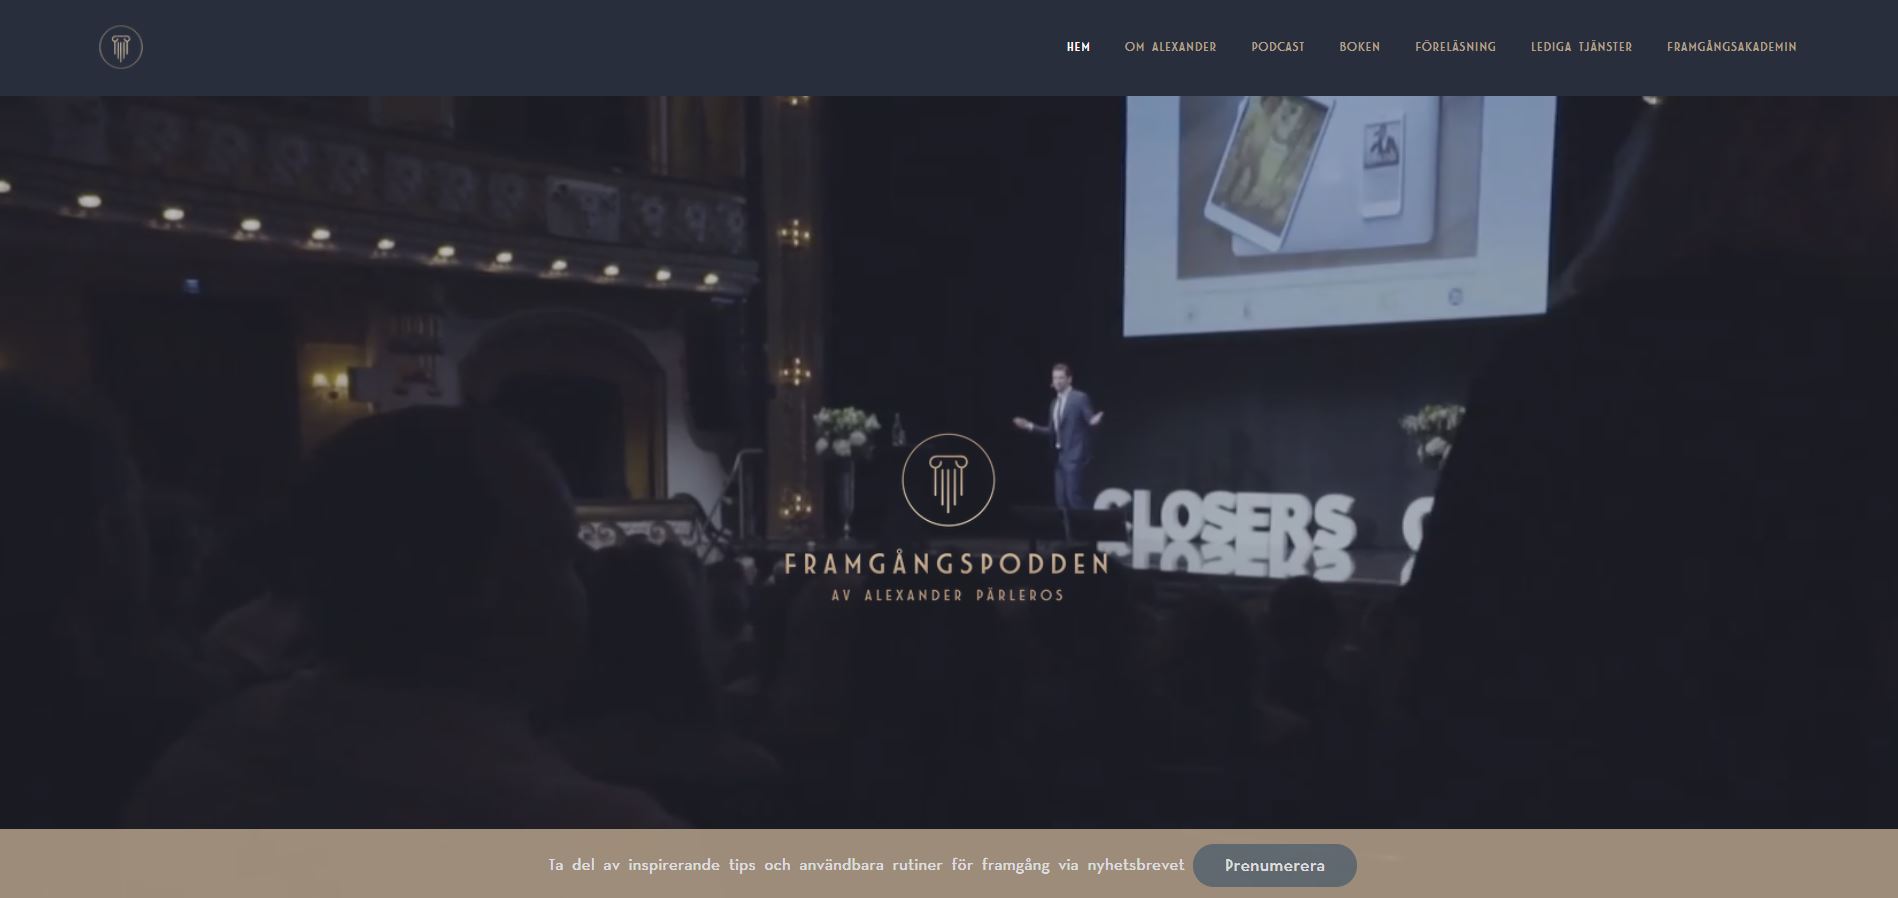 HEM OM ALEXANDER PODCAST BOKEN FÖRELÄSNING LEDIGA TJÄNSTER FRAMGÅNGSAKADEMIN
CLOSERS
FRAMGÅNGSPODDEN
AV ALEXANDER PÄRLEROS
Ta del av inspirerande tips och användbara rutiner för framgång via nyhetsbrevet Prenumerera